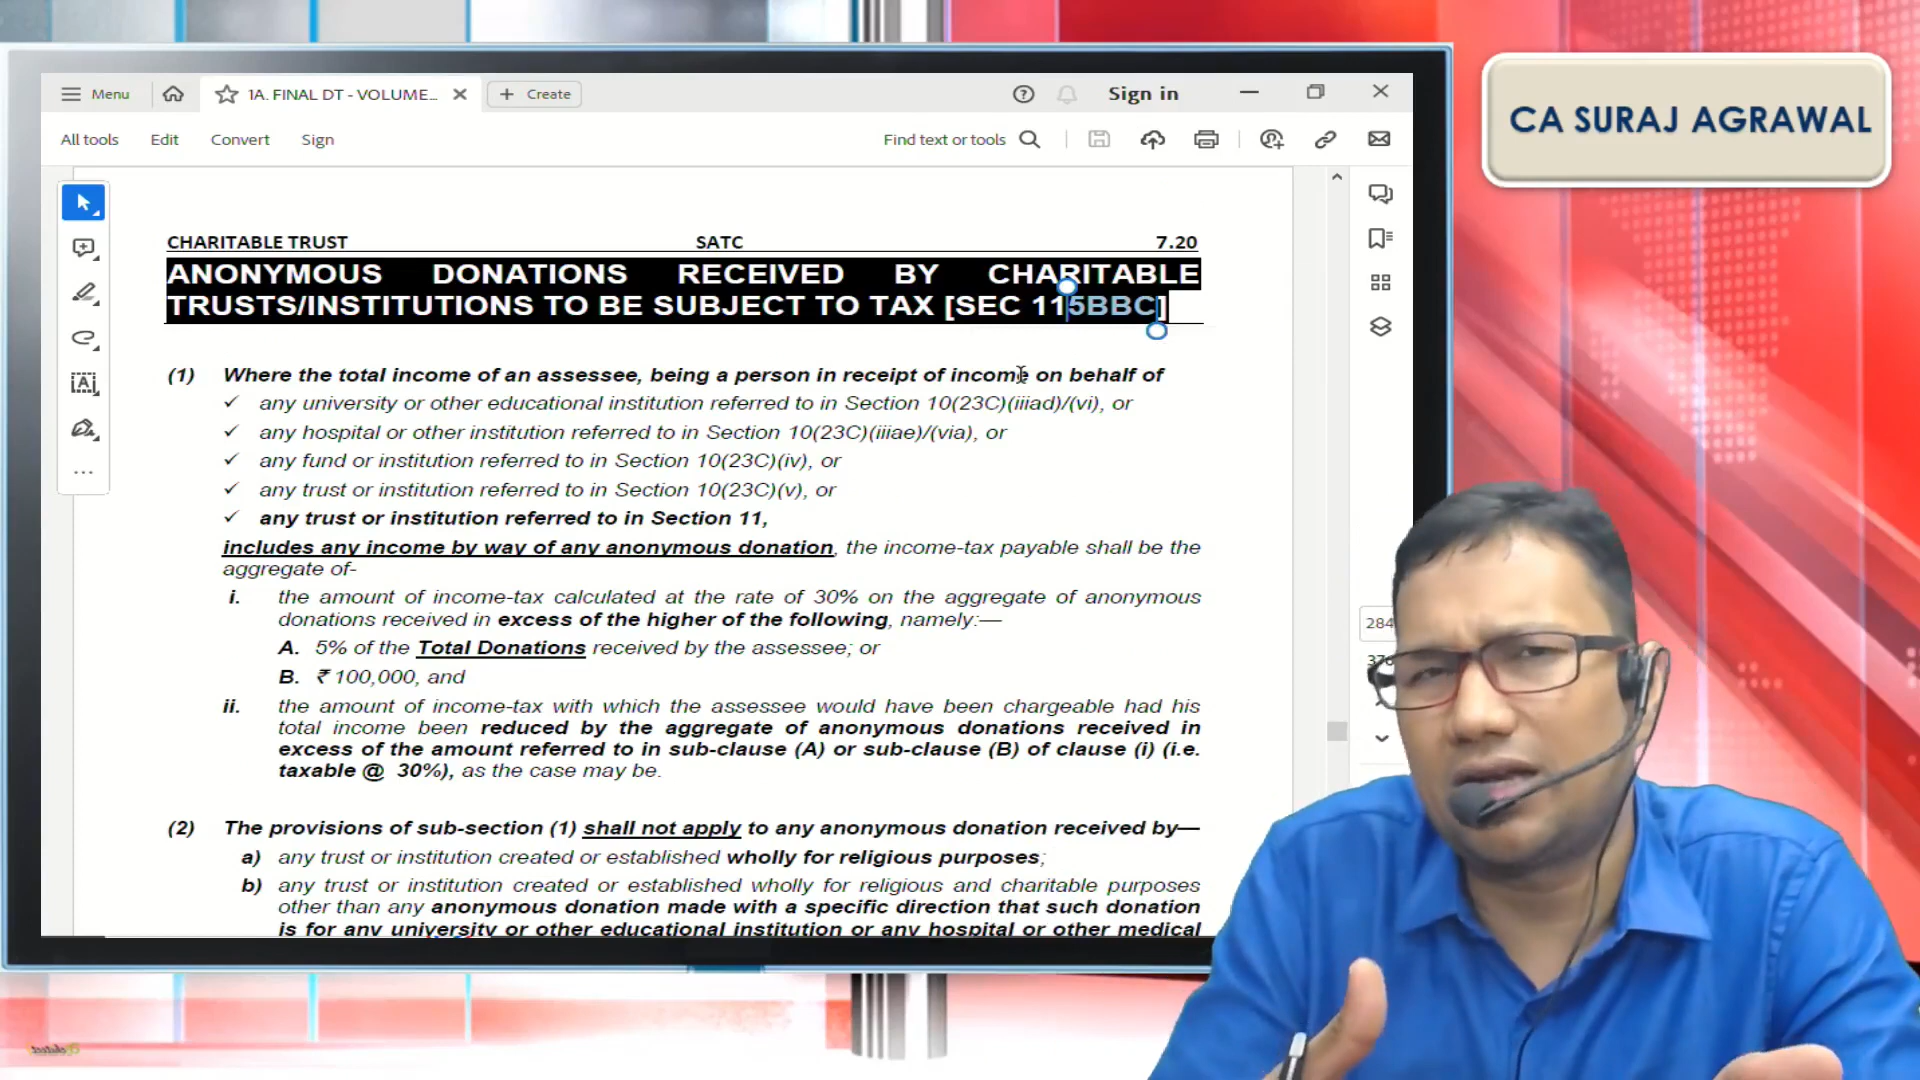 CA SURAJ AGRAWAL
Menu
1A. FINAL DT - VOLUME...
Create
Sign in
All tools
Edit
Convert
Sign
Find text or tools
CHARITABLE TRUST SATC 7.20
ANONYMOUS DONATIONS RECEIVED BY CHARITABLE
TRUSTS/INSTITUTIONS TO BE SUBJECT TO TAX [SEC 115BBC]
(1) Where the total income of an assessee, being a person in receipt of income on behalf of
✓ any university or other educational institution referred to in Section 10(23C)(iiiad)/(vi), or
✓ any hospital or other institution referred to in Section 10(23C)(iiiae)/(via), or
✓ any fund or institution referred to in Section 10(23C)(iv), or
✓ any trust or institution referred to in Section 10(23C)(v), or
✓ any trust or institution referred to in Section 11,
includes any income by way of any anonymous donation, the income-tax payable shall be the
aggregate of-
i. the amount of income-tax calculated at the rate of 30% on the aggregate of anonymous
donations received in excess of the higher of the following, namely:—
A. 5% of the Total Donations received by the assessee; or
B. ₹ 100,000, and
ii. the amount of income-tax with which the assessee would have been chargeable had his
total income been reduced by the aggregate of anonymous donations received in
excess of the amount referred to in sub-clause (A) or sub-clause (B) of clause (i) (i.e.
taxable @ 30%), as the case may be.
(2) The provisions of sub-section (1) shall not apply to any anonymous donation received by—
a) any trust or institution created or established wholly for religious purposes;
b) any trust or institution created or established wholly for religious and charitable purposes
other than any anonymous donation made with a specific direction that such donation
is for any university or other educational institution or any hospital or other medical
284